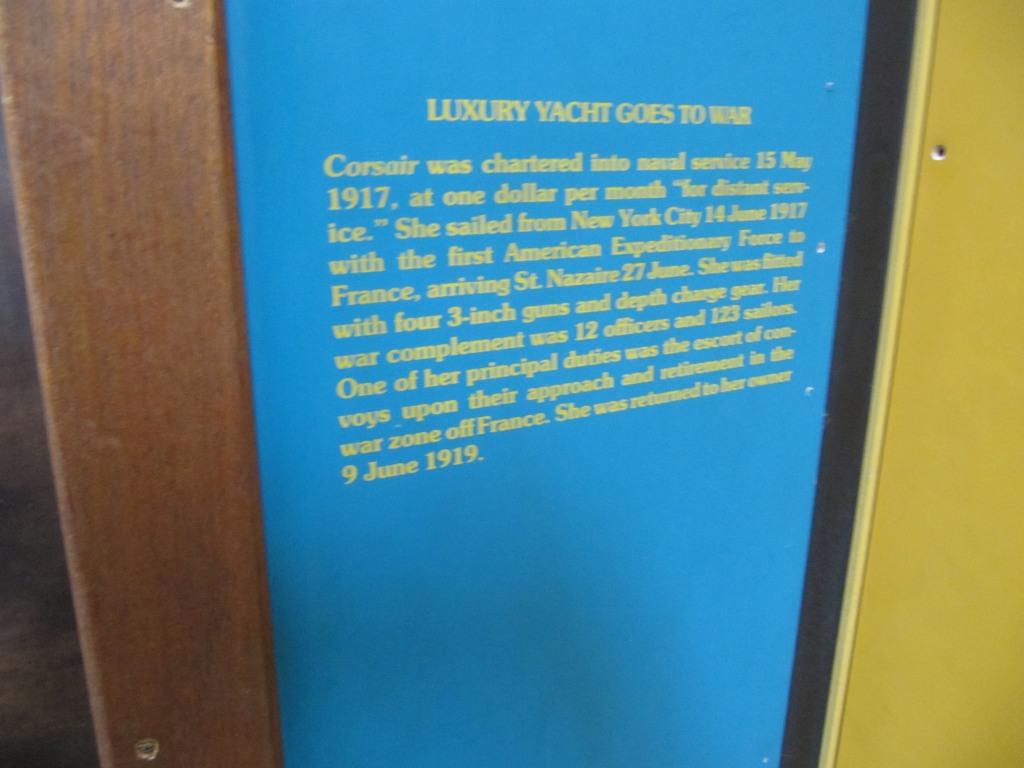 LUXURY YACHT GOES TO WAR
Corsair was chartered into naval service 15 May
1917, at one dollar per month "for distant serv-
ice." She sailed from New York City 14 June 1917
with the first American Expeditionary Force to
France, arriving St. Nazaire 27 June. She was fitted
with four 3-inch guns and depth charge gear. Her
war complement was 12 officers and 123 sailors.
One of her principal duties was the escort of con-
voys upon their approach and retirement in the
war zone off France. She was returned to her owner
9 June 1919.